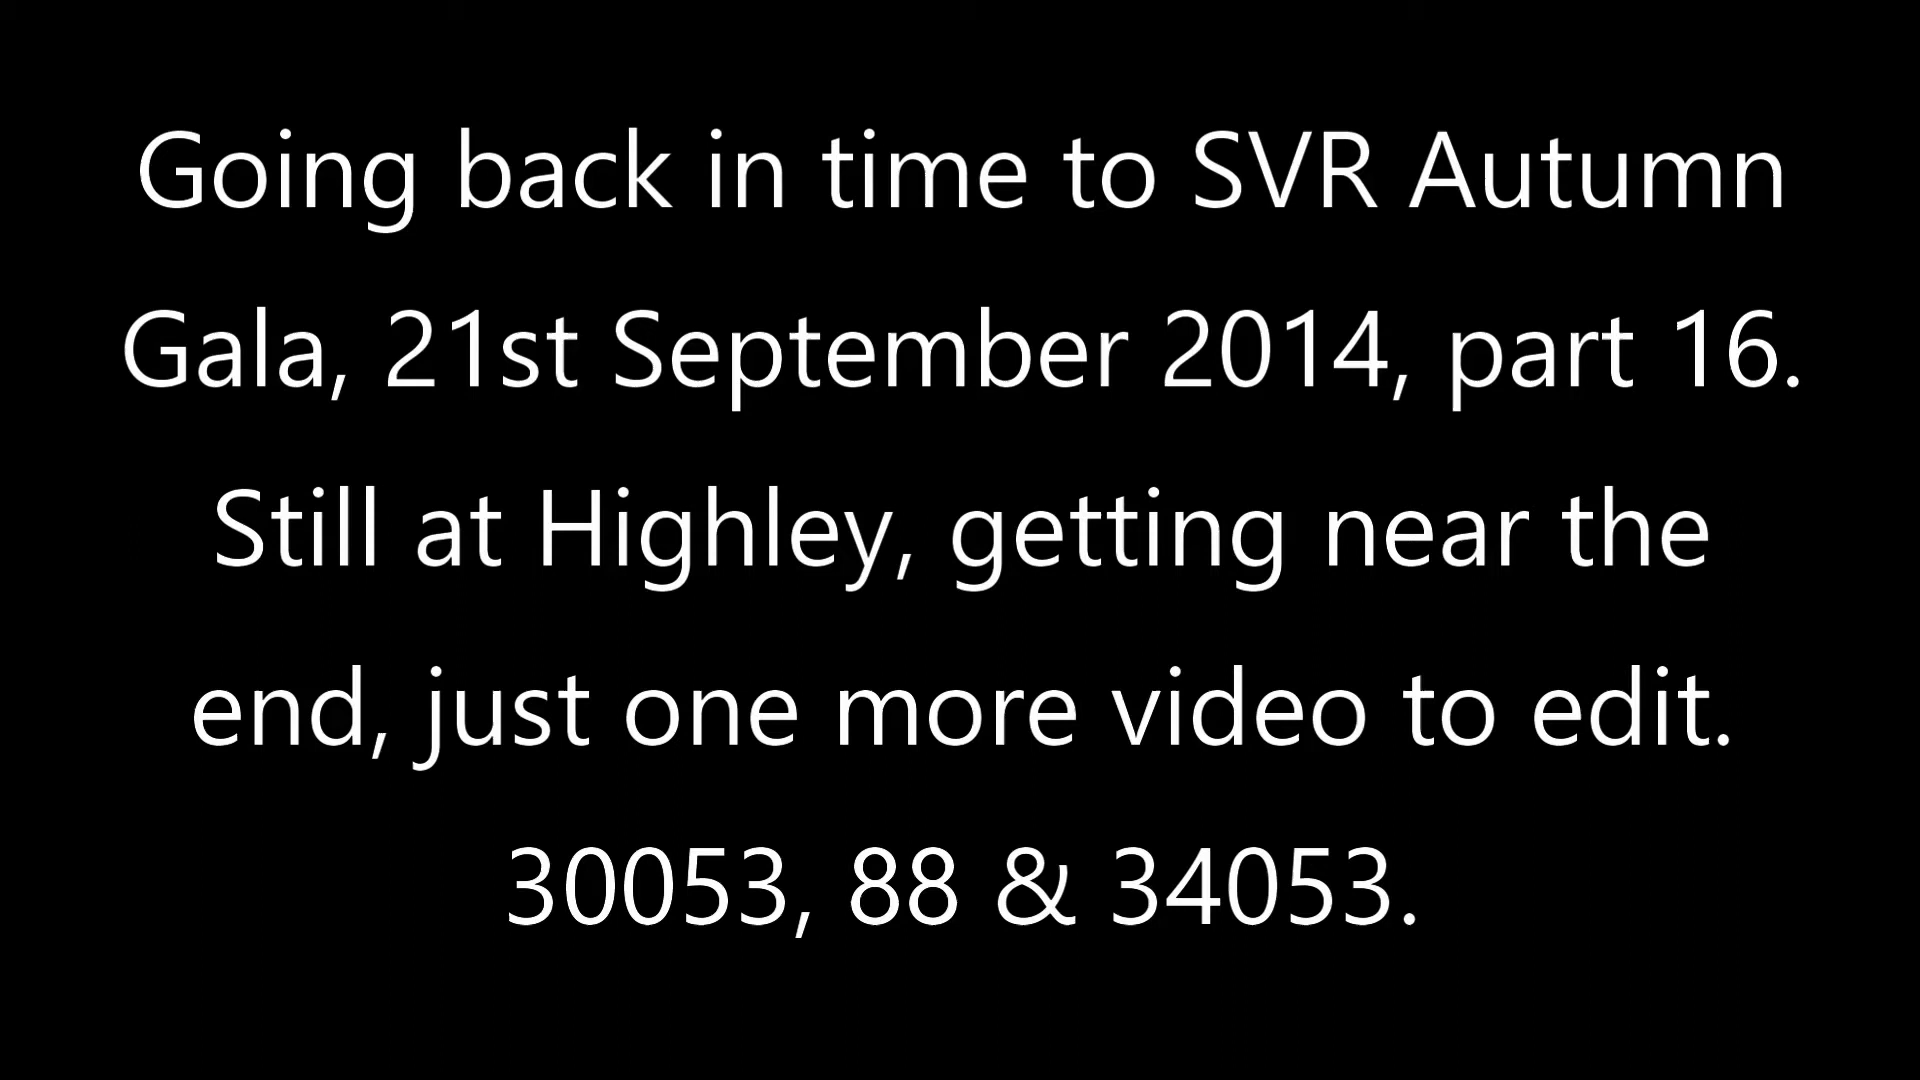 Going back in time to SVR Autumn
Gala, 21st September 2014, part 16.
Still at Highley, getting near the
end, just one more video to edit.
30053, 88 & 34053.